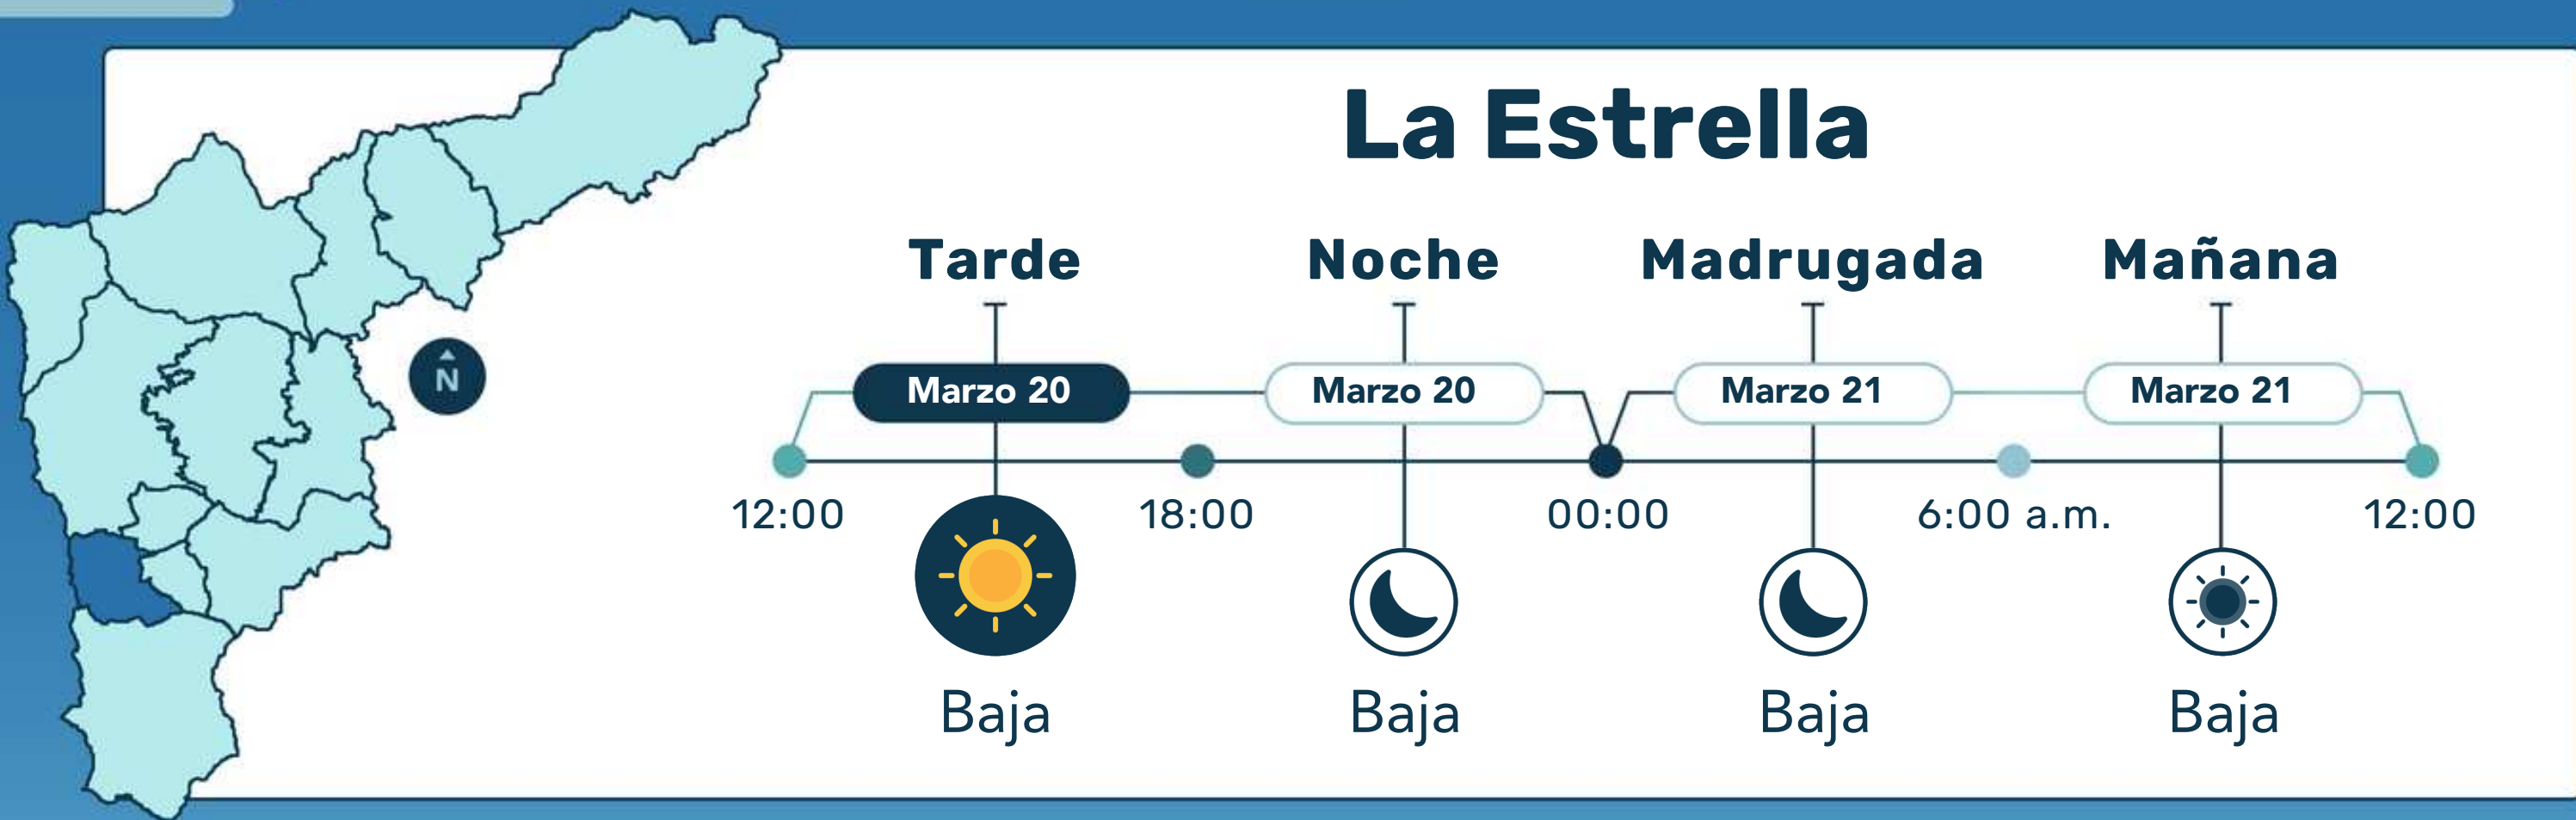 La Estrella
Tarde Noche Madrugada Mañana
N
Marzo 20 Marzo 20 Marzo 21 Marzo 21
12:00 18:00 00:00 6:00 a.m. 12:00
Baja Baja Baja Baja